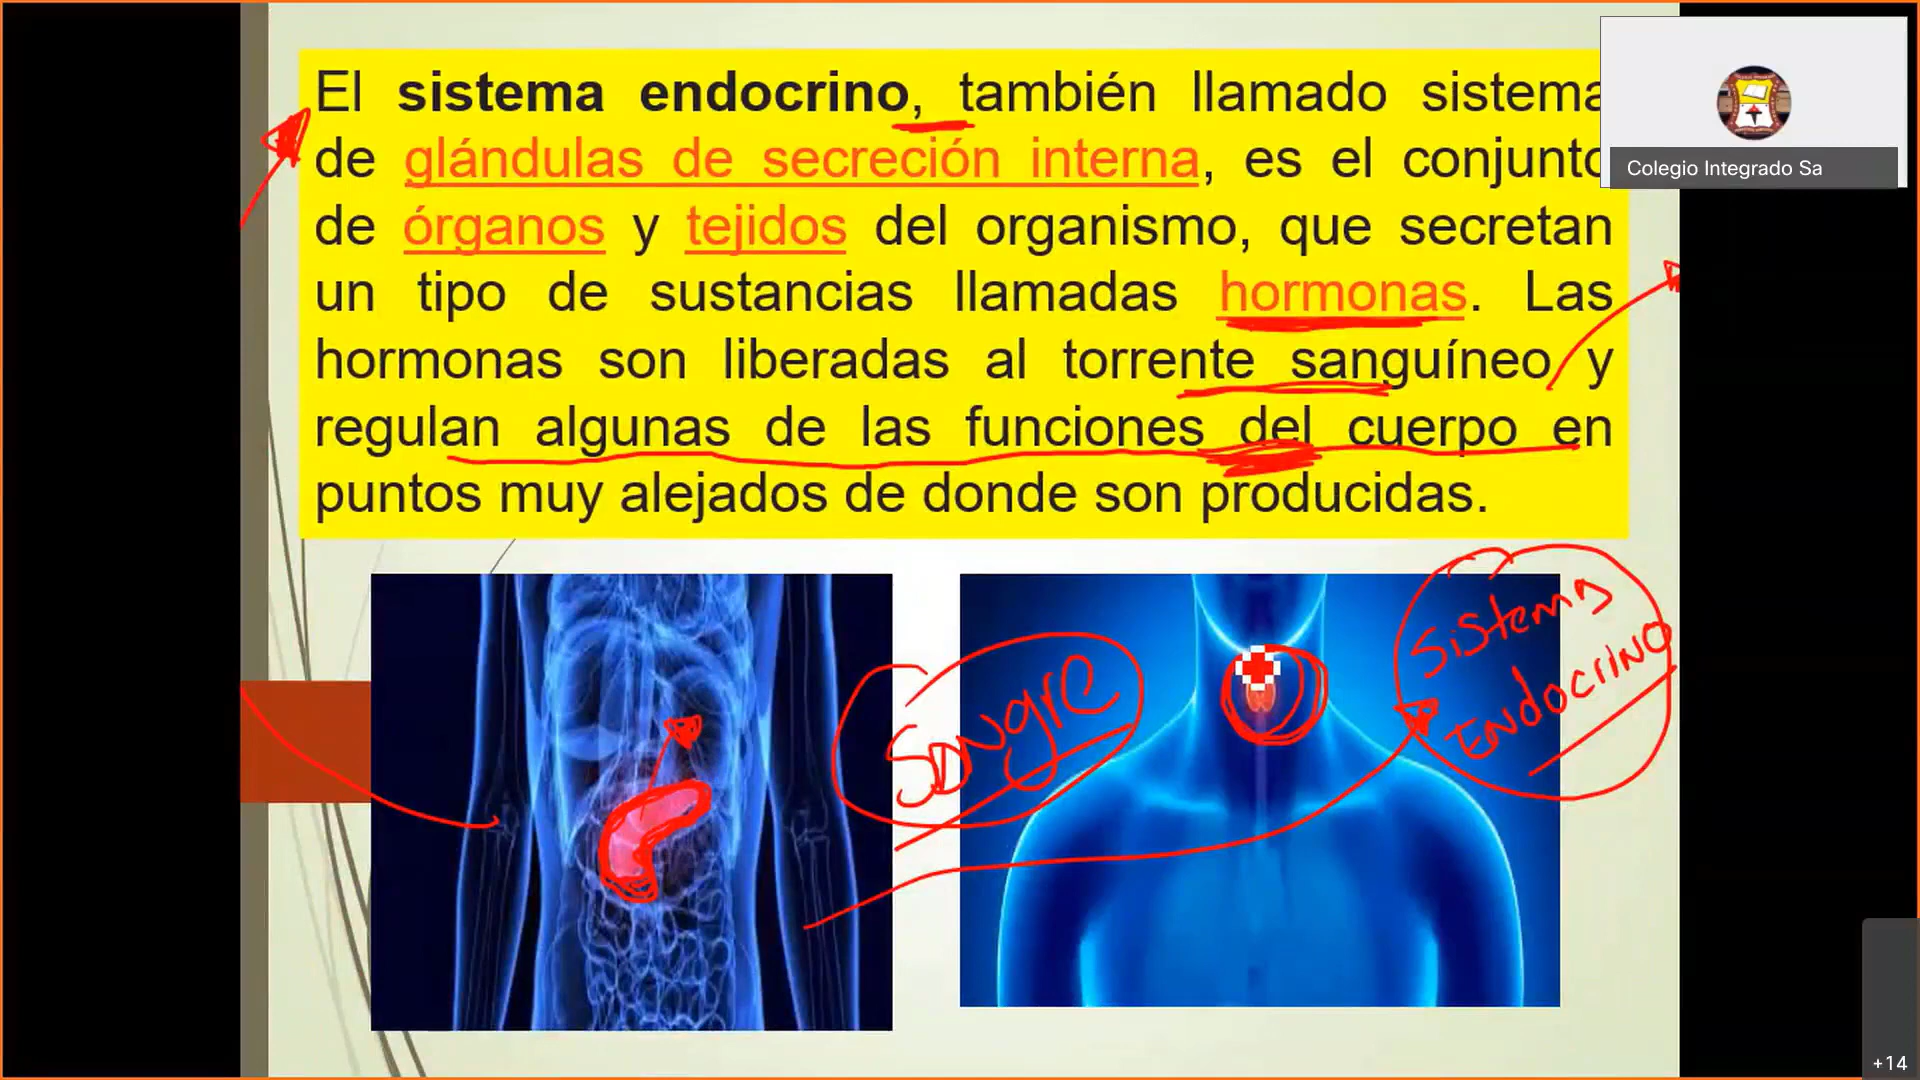 El sistema endocrino, también llamado sistema
de glándulas de secreción interna, es el conjunto
de órganos y tejidos del organismo, que secretan
un tipo de sustancias llamadas hormonas. Las
hormonas son liberadas al torrente sanguíneo y
regulan algunas de las funciones del cuerpo en
puntos muy alejados de donde son producidas.
Colegio Integrado Sa
Sangre
Sistema
Endocrino
+14